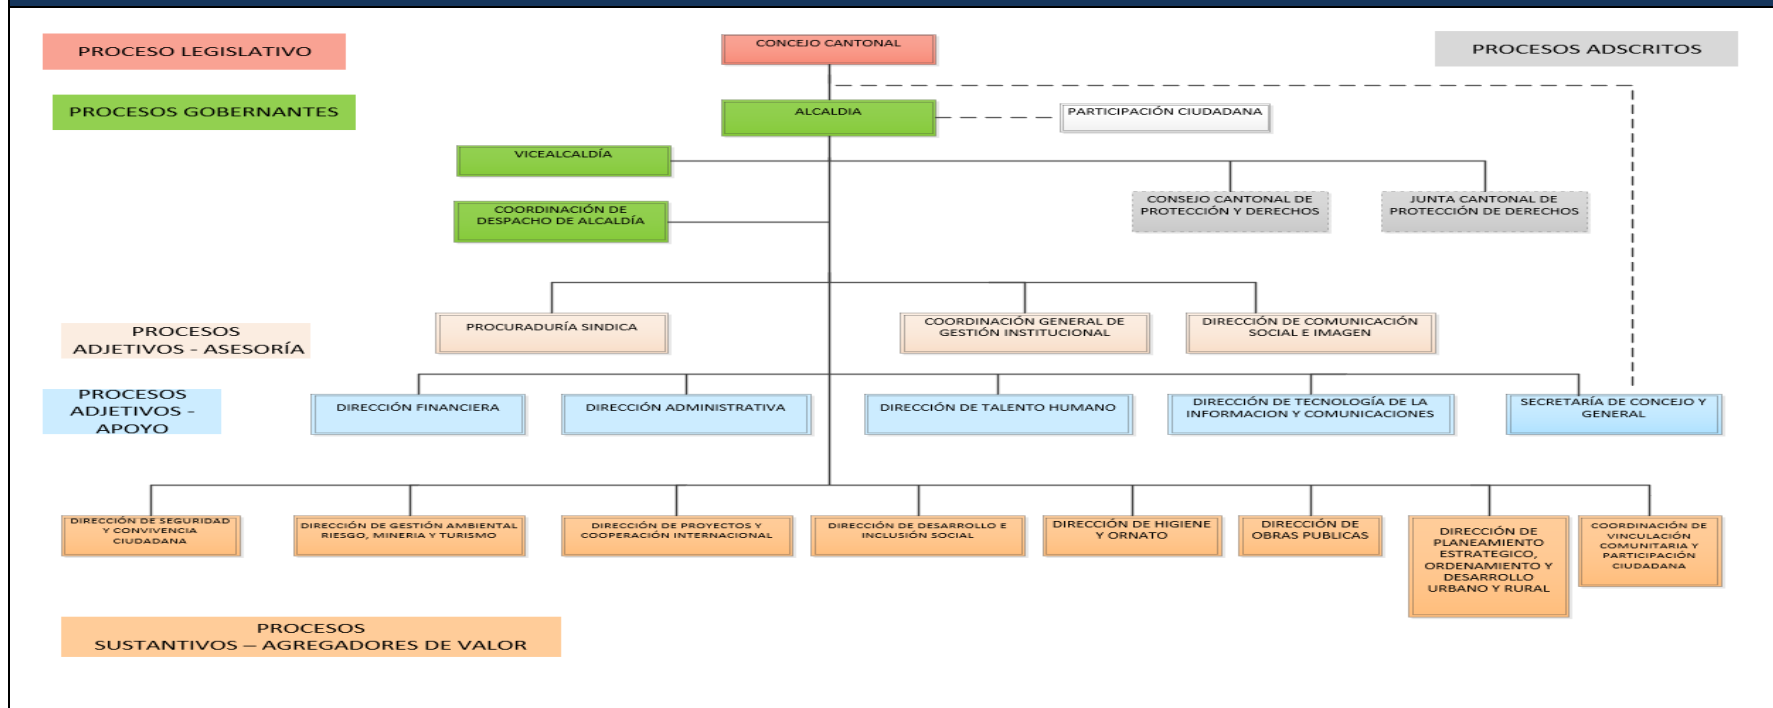 PROCESO LEGISLATIVO
CONCEJO CANTONAL
PROCESOS ADSCRITOS
PROCESOS GOBERNANTES
ALCALDIA
PARTICIPACIÓN CIUDADANA
VICEALCALDÍA
COORDINACIÓN DE
DESPACHO DE ALCALDÍA
CONSEJO CANTONAL DE
PROTECCIÓN Y DERECHOS
JUNTA CANTONAL DE
PROTECCIÓN DE DERECHOS
PROCESOS
ADJETIVOS - ASESORÍA
PROCURADURÍA SINDICA
COORDINACIÓN GENERAL DE
GESTIÓN INSTITUCIONAL
DIRECCIÓN DE COMUNICACIÓN
SOCIAL E IMAGEN
PROCESOS
ADJETIVOS -
APOYO
DIRECCIÓN FINANCIERA
DIRECCIÓN ADMINISTRATIVA
DIRECCIÓN DE TALENTO HUMANO
DIRECCIÓN DE TECNOLOGÍA DE LA
INFORMACION Y COMUNICACIONES
SECRETARÍA DE CONCEJO Y
GENERAL
DIRECCIÓN DE SEGURIDAD
Y CONVIVENCIA
CIUDADANA
DIRECCIÓN DE GESTIÓN AMBIENTAL
RIESGO, MINERIA Y TURISMO
DIRECCIÓN DE PROYECTOS Y
COOPERACIÓN INTERNACIONAL
DIRECCIÓN DE DESARROLLO E
INCLUSIÓN SOCIAL
DIRECCIÓN DE HIGIENE
Y ORNATO
DIRECCIÓN DE
OBRAS PUBLICAS
DIRECCIÓN DE
PLANEAMIENTO
ESTRATEGICO,
ORDENAMIENTO Y
DESARROLLO
URBANO Y RURAL
COORDINACIÓN DE
VINCULACIÓN
COMUNITARIA Y
PARTICIPACIÓN
CIUDADANA
PROCESOS
SUSTANTIVOS – AGREGADORES DE VALOR